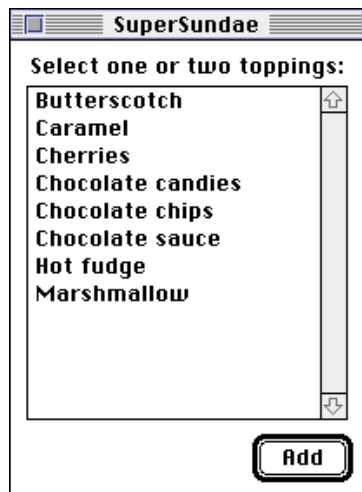 SuperSundae
Select one or two toppings:
Butterscotch
Caramel
Cherries
Chocolate candies
Chocolate chips
Chocolate sauce
Hot fudge
Marshmallow
Add